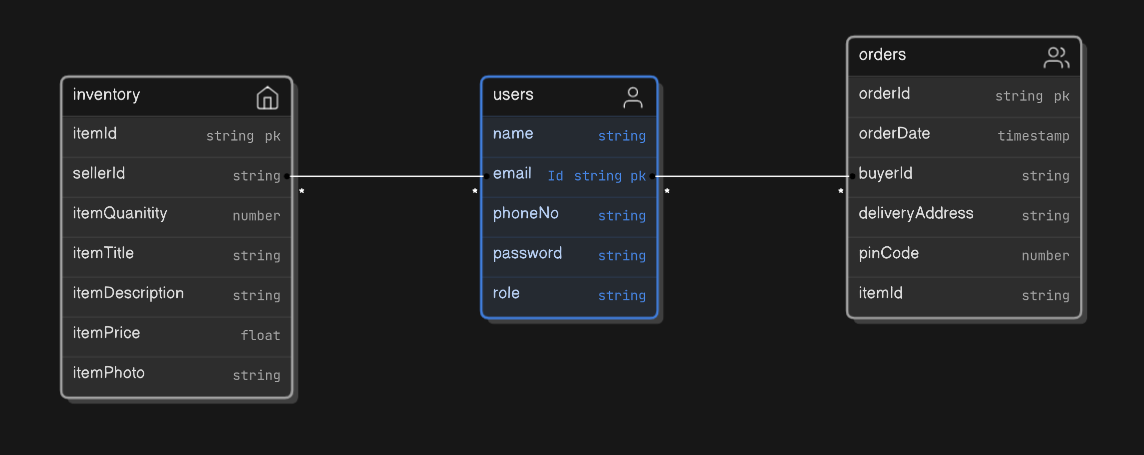 inventory
itemId string pk
sellerId string
itemQuanitity number
itemTitle string
itemDescription string
itemPrice float
itemPhoto string
* *
users
name string
email Id string pk
phoneNo string
password string
role string
* *
orders
orderId string pk
orderDate timestamp
buyerId string
deliveryAddress string
pinCode number
itemId string